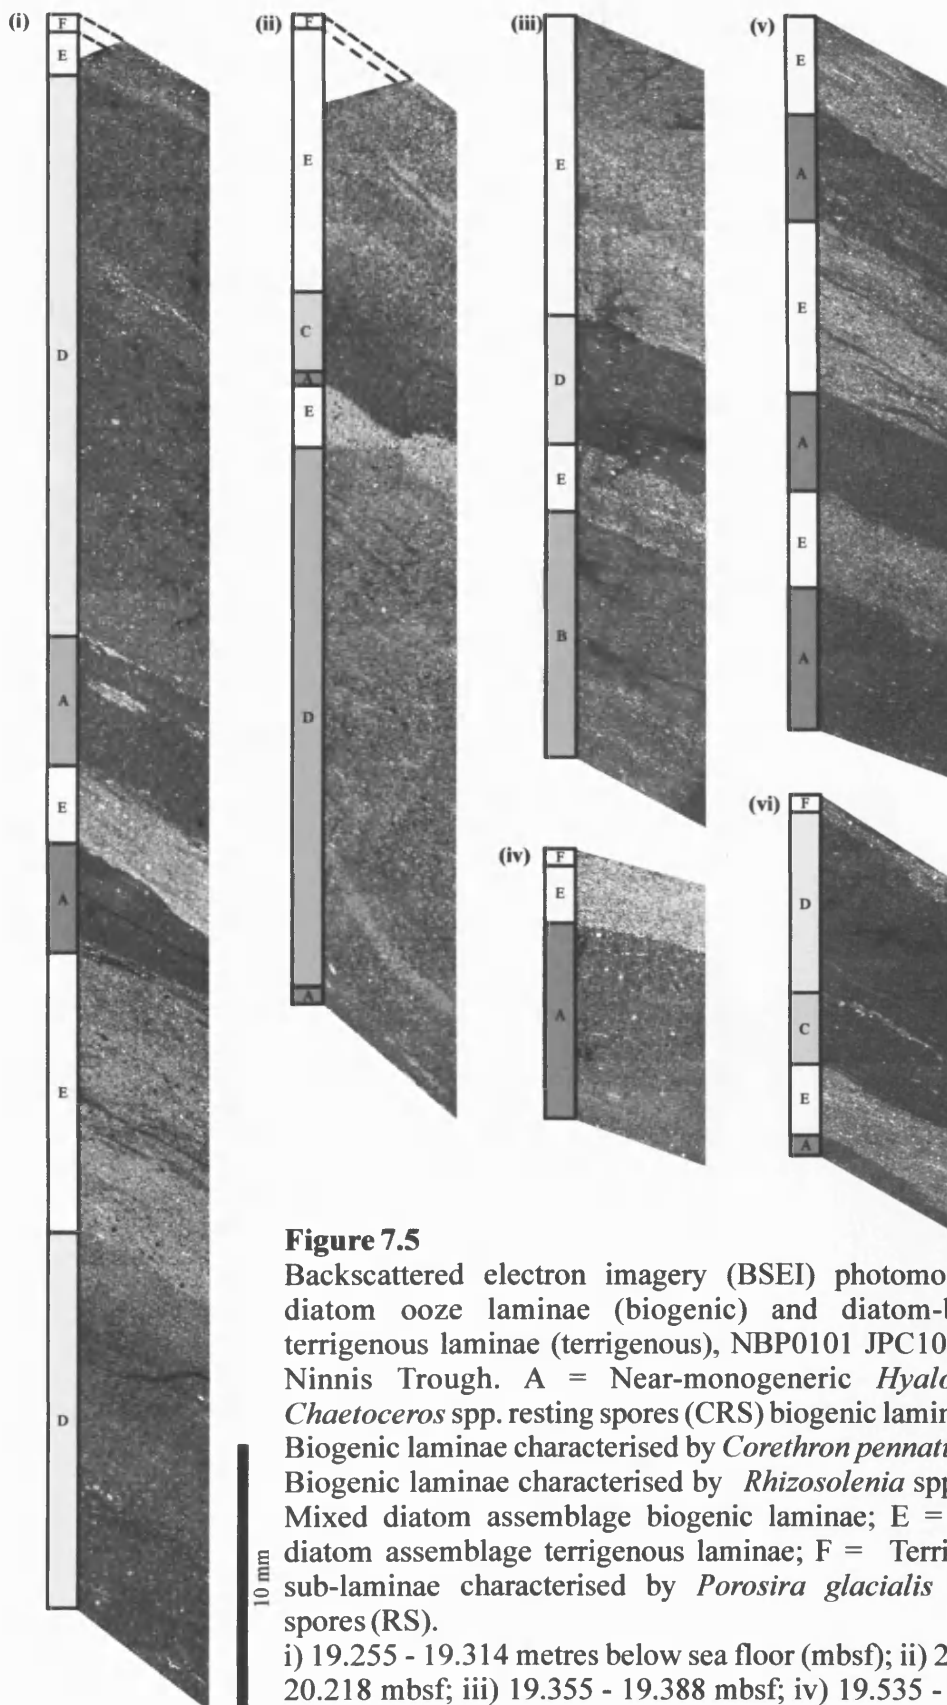 (i)
F
E
D
A
E
A
E
D
(ii)
F
E
C
A
E
D
A
(iii)
E
D
E
B
(iv)
F
E
A
(v)
E
A
E
A
E
A
(vi)
F
D
C
E
A
10 mm
Figure 7.5
Backscattered electron imagery (BSEI) photomo
diatom ooze laminae (biogenic) and diatom-b
terrigenous laminae (terrigenous), NBP0101 JPC10
Ninnis Trough. A = Near-monogeneric Hyalo
Chaetoceros spp. resting spores (CRS) biogenic lamin
Biogenic laminae characterised by Corethron pennat
Biogenic laminae characterised by Rhizosolenia spp
Mixed diatom assemblage biogenic laminae; E =
diatom assemblage terrigenous laminae; F = Terri
sub-laminae characterised by Porosira glacialis
spores (RS).
i) 19.255 - 19.314 metres below sea floor (mbsf); ii) 2
20.218 mbsf; iii) 19.355 - 19.388 mbsf; iv) 19.535 -